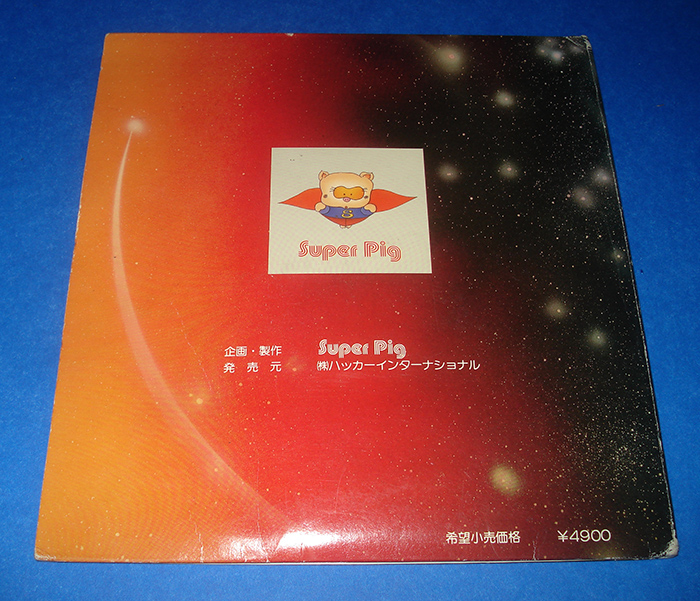 S
Super Pig
企画・製作 Super Pig
発売元 ㈱ハッカーインターナショナル
希望小売価格 ¥4900